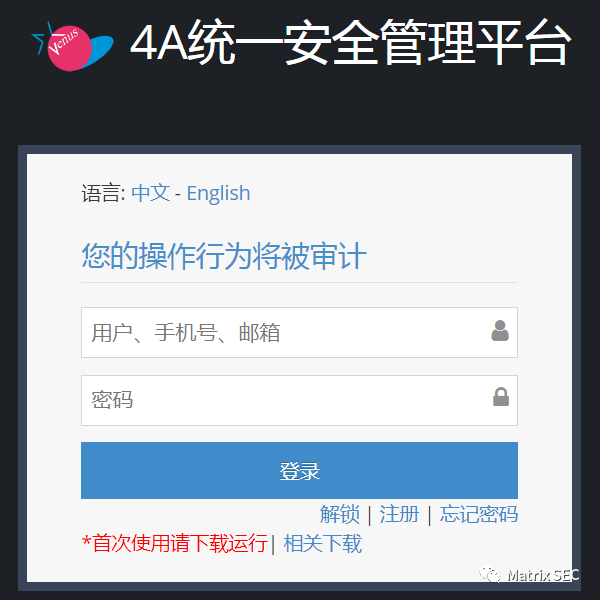 Venus
4A统一安全管理平台
语言: 中文 - English
您的操作行为将被审计
用户、手机号、邮箱
密码
登录
解锁 | 注册 | 忘记密码
*首次使用请下载运行| 相关下载
Matrix SEC